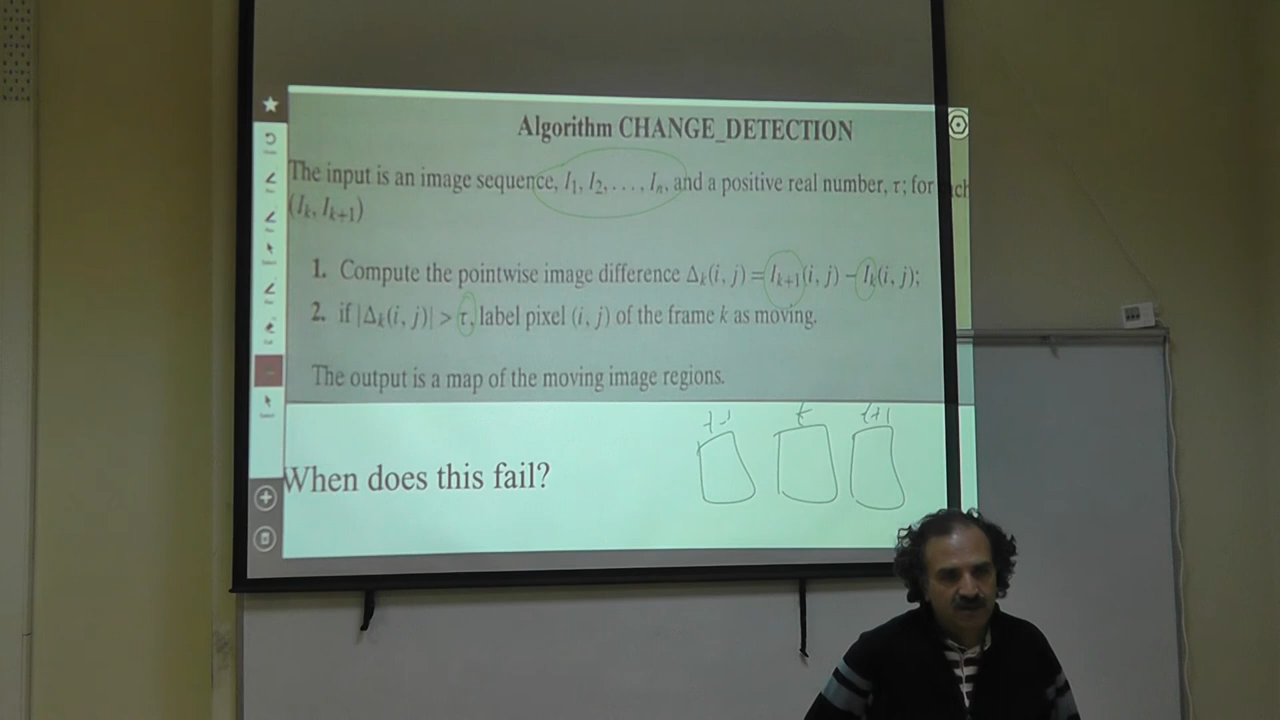 Algorithm CHANGE_DETECTION
The input is an image sequence, I₁, I₂, . . . , Iₙ, and a positive real number, τ; for each
(Iₖ, Iₖ₊₁)
1. Compute the pointwise image difference Δₖ(i, j) = Iₖ₊₁(i, j) − Iₖ(i, j);
2. if |Δₖ(i, j)| > τ, label pixel (i, j) of the frame k as moving.
The output is a map of the moving image regions.
t t+1
When does this fail?